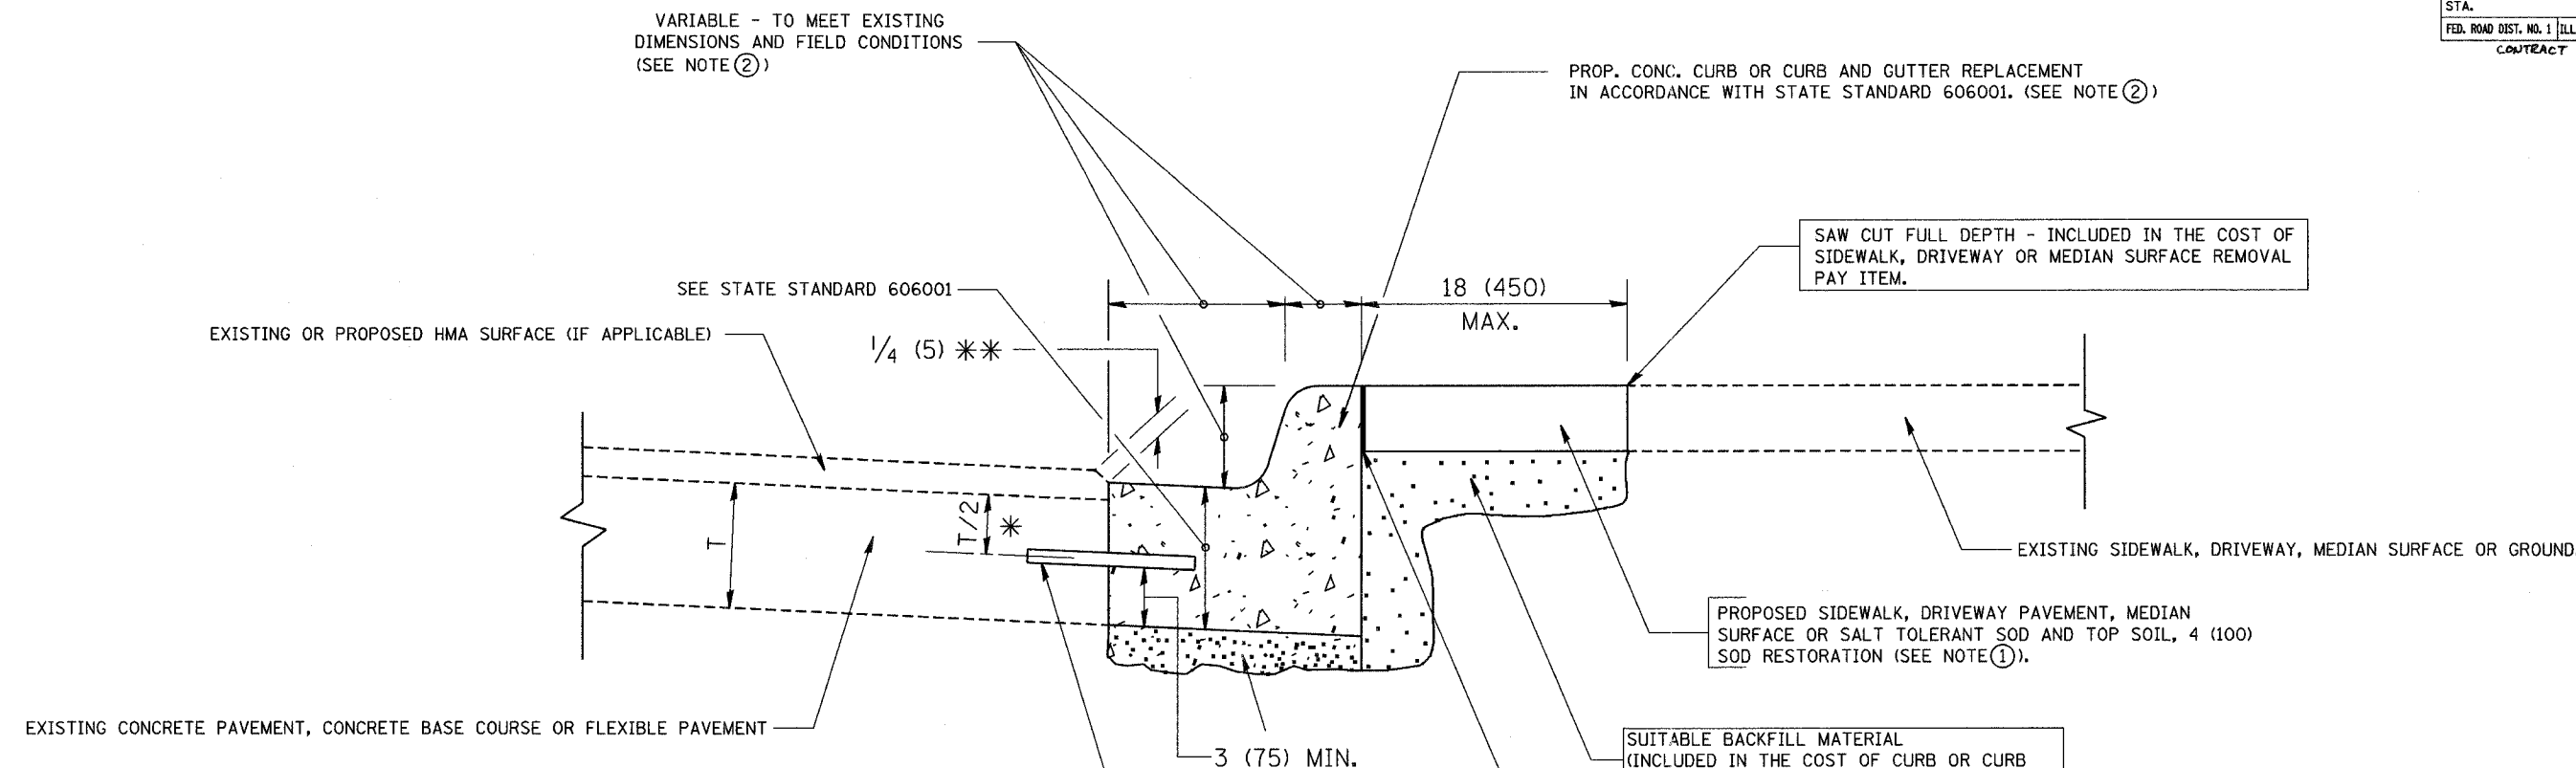 STA.
FED. ROAD DIST. NO. 1 ILL
CONTRACT
VARIABLE - TO MEET EXISTING
DIMENSIONS AND FIELD CONDITIONS
(SEE NOTE ②)
PROP. CONC. CURB OR CURB AND GUTTER REPLACEMENT
IN ACCORDANCE WITH STATE STANDARD 606001. (SEE NOTE ②)
SAW CUT FULL DEPTH - INCLUDED IN THE COST OF
SIDEWALK, DRIVEWAY OR MEDIAN SURFACE REMOVAL
PAY ITEM.
SEE STATE STANDARD 606001
18 (450)
MAX.
EXISTING OR PROPOSED HMA SURFACE (IF APPLICABLE)
1/4 (5) **
T
T/2
*
EXISTING SIDEWALK, DRIVEWAY, MEDIAN SURFACE OR GROUND
PROPOSED SIDEWALK, DRIVEWAY PAVEMENT, MEDIAN
SURFACE OR SALT TOLERANT SOD AND TOP SOIL, 4 (100)
SOD RESTORATION (SEE NOTE ①).
EXISTING CONCRETE PAVEMENT, CONCRETE BASE COURSE OR FLEXIBLE PAVEMENT
3 (75) MIN.
SUITABLE BACKFILL MATERIAL
(INCLUDED IN THE COST OF CURB OR CURB